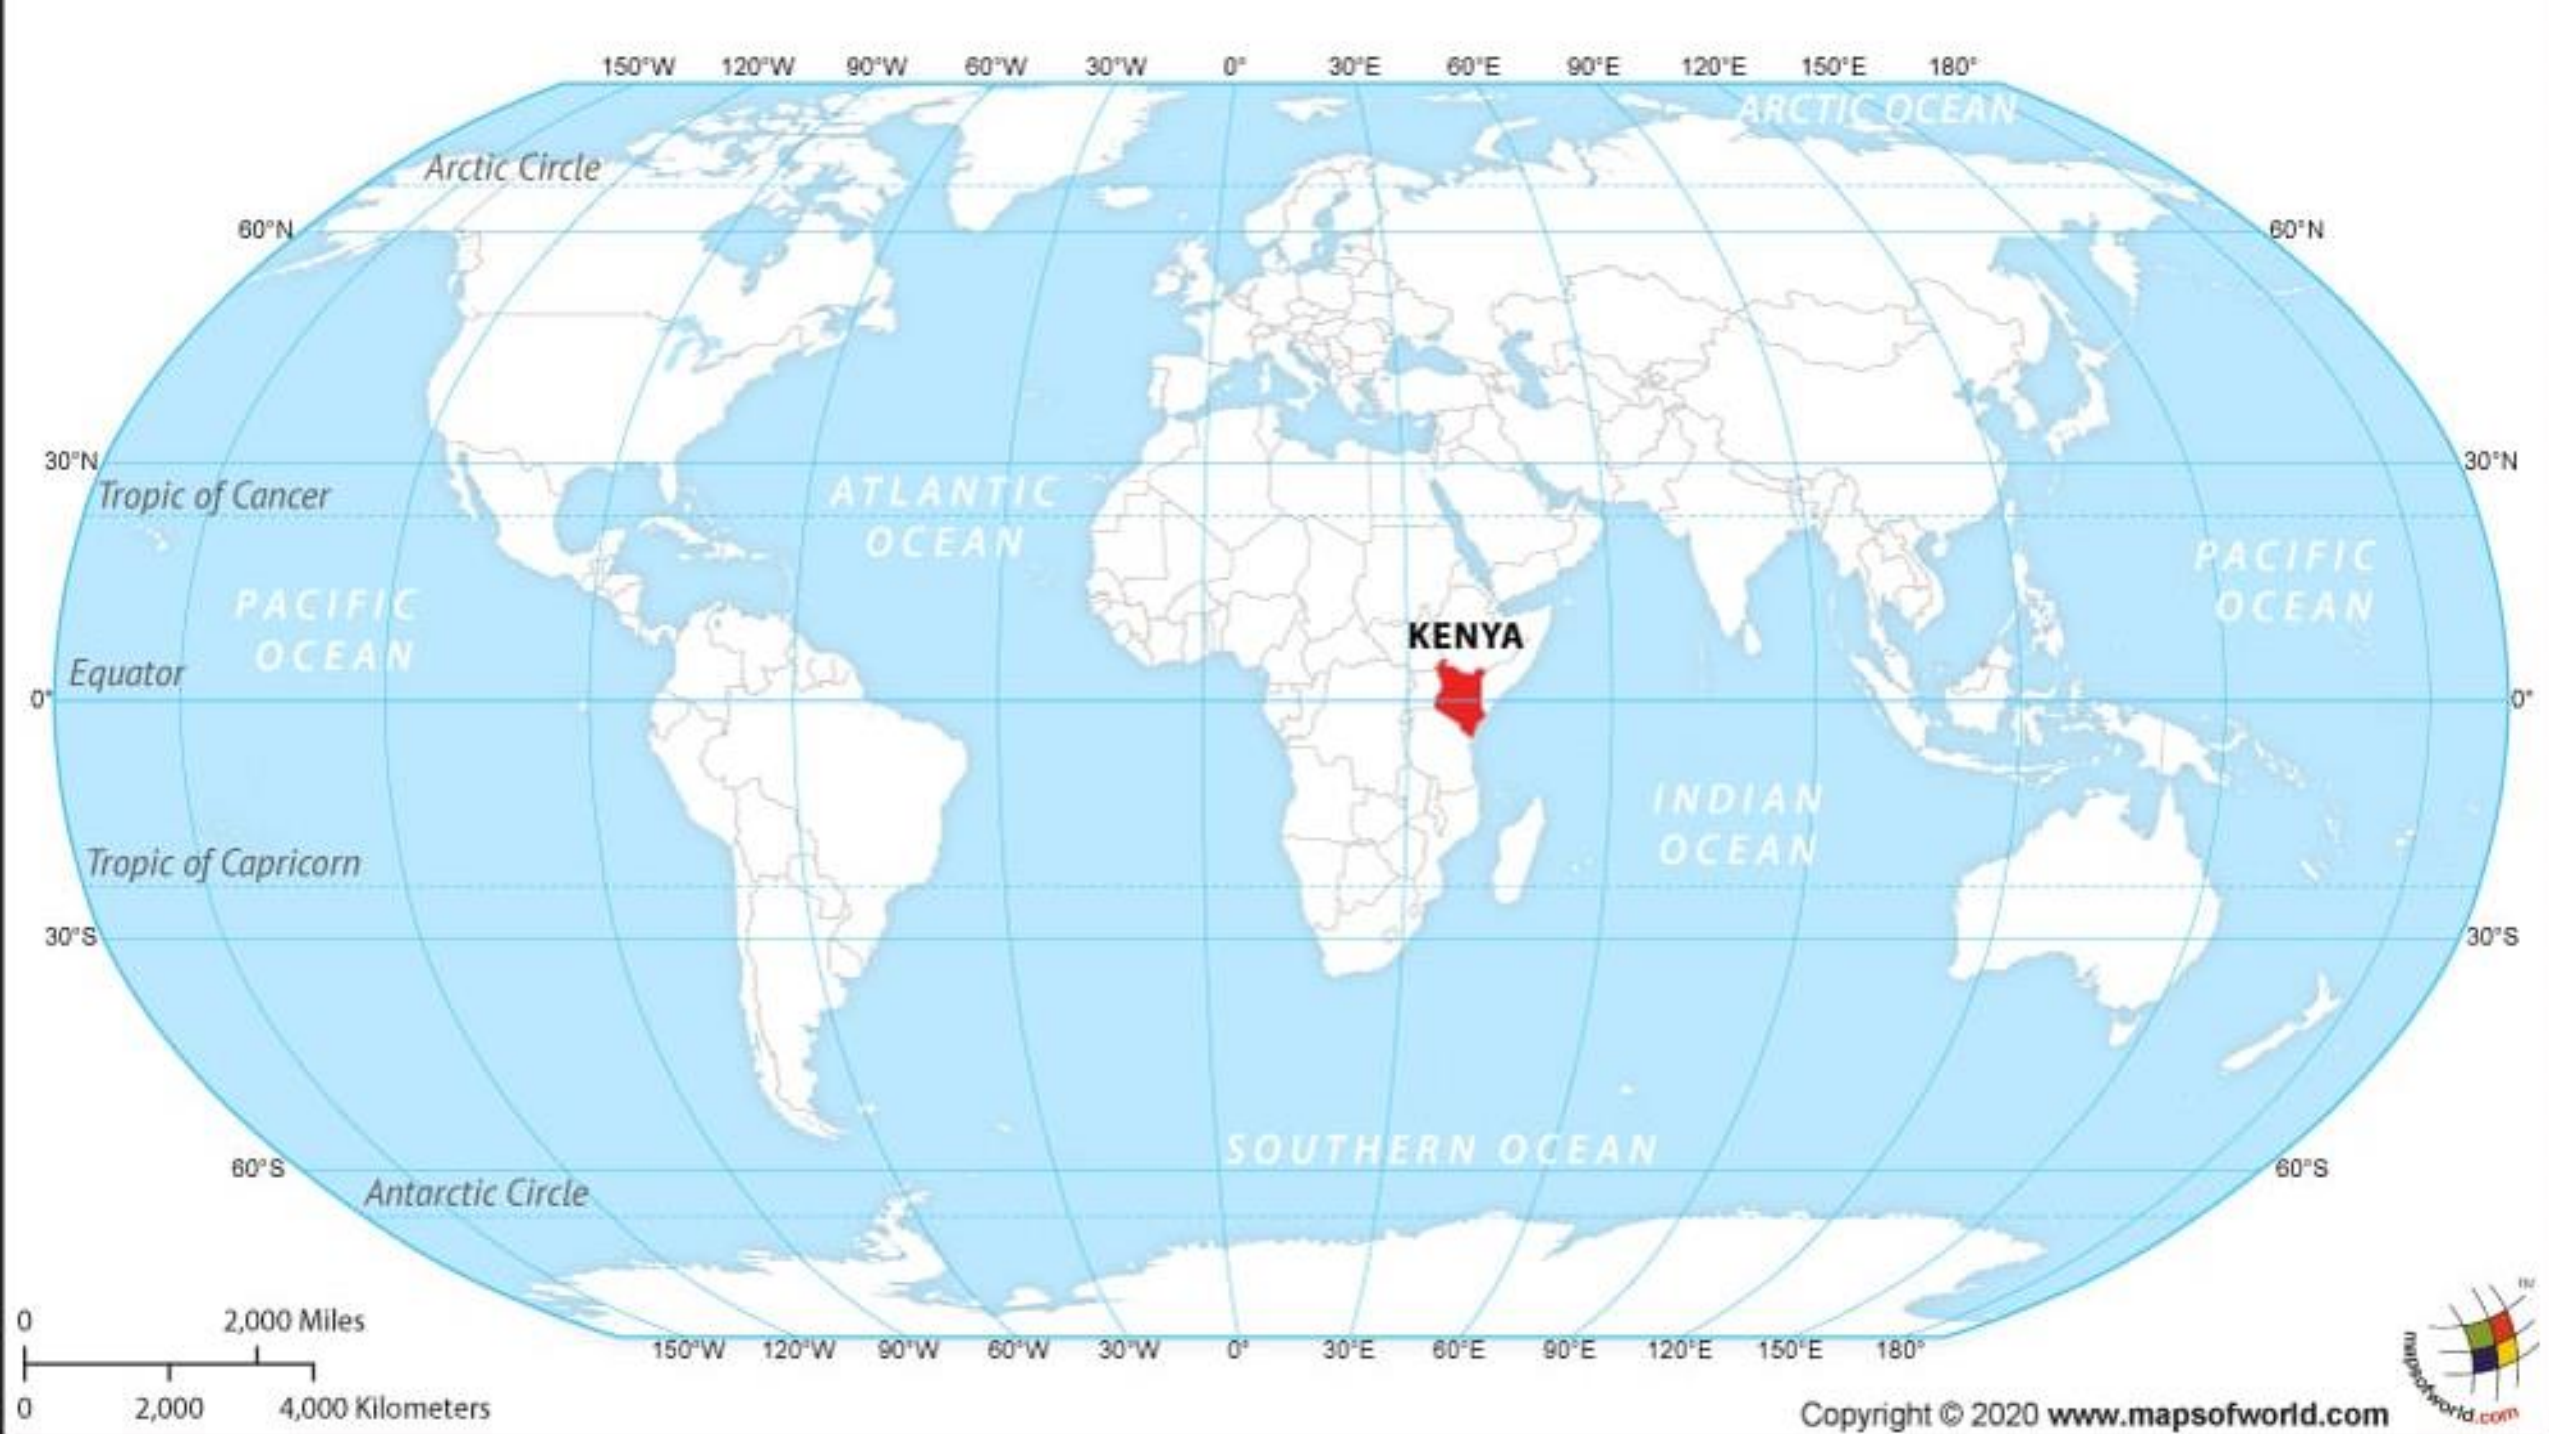 150°W 120°W 90°W 60°W 30°W 0° 30°E 60°E 90°E 120°E 150°E 180°
ARCTIC OCEAN
Arctic Circle
60°N 60°N
30°N 30°N
Tropic of Cancer
ATLANTIC
OCEAN
PACIFIC
OCEAN
PACIFIC
OCEAN
KENYA
Equator
0° 0°
INDIAN
OCEAN
Tropic of Capricorn
30°S 30°S
SOUTHERN OCEAN
60°S 60°S
Antarctic Circle
150°W 120°W 90°W 60°W 30°W 0° 30°E 60°E 90°E 120°E 150°E 180°
0 2,000 Miles
0 2,000 4,000 Kilometers
Copyright © 2020 www.mapsofworld.com
mapsofworld.com